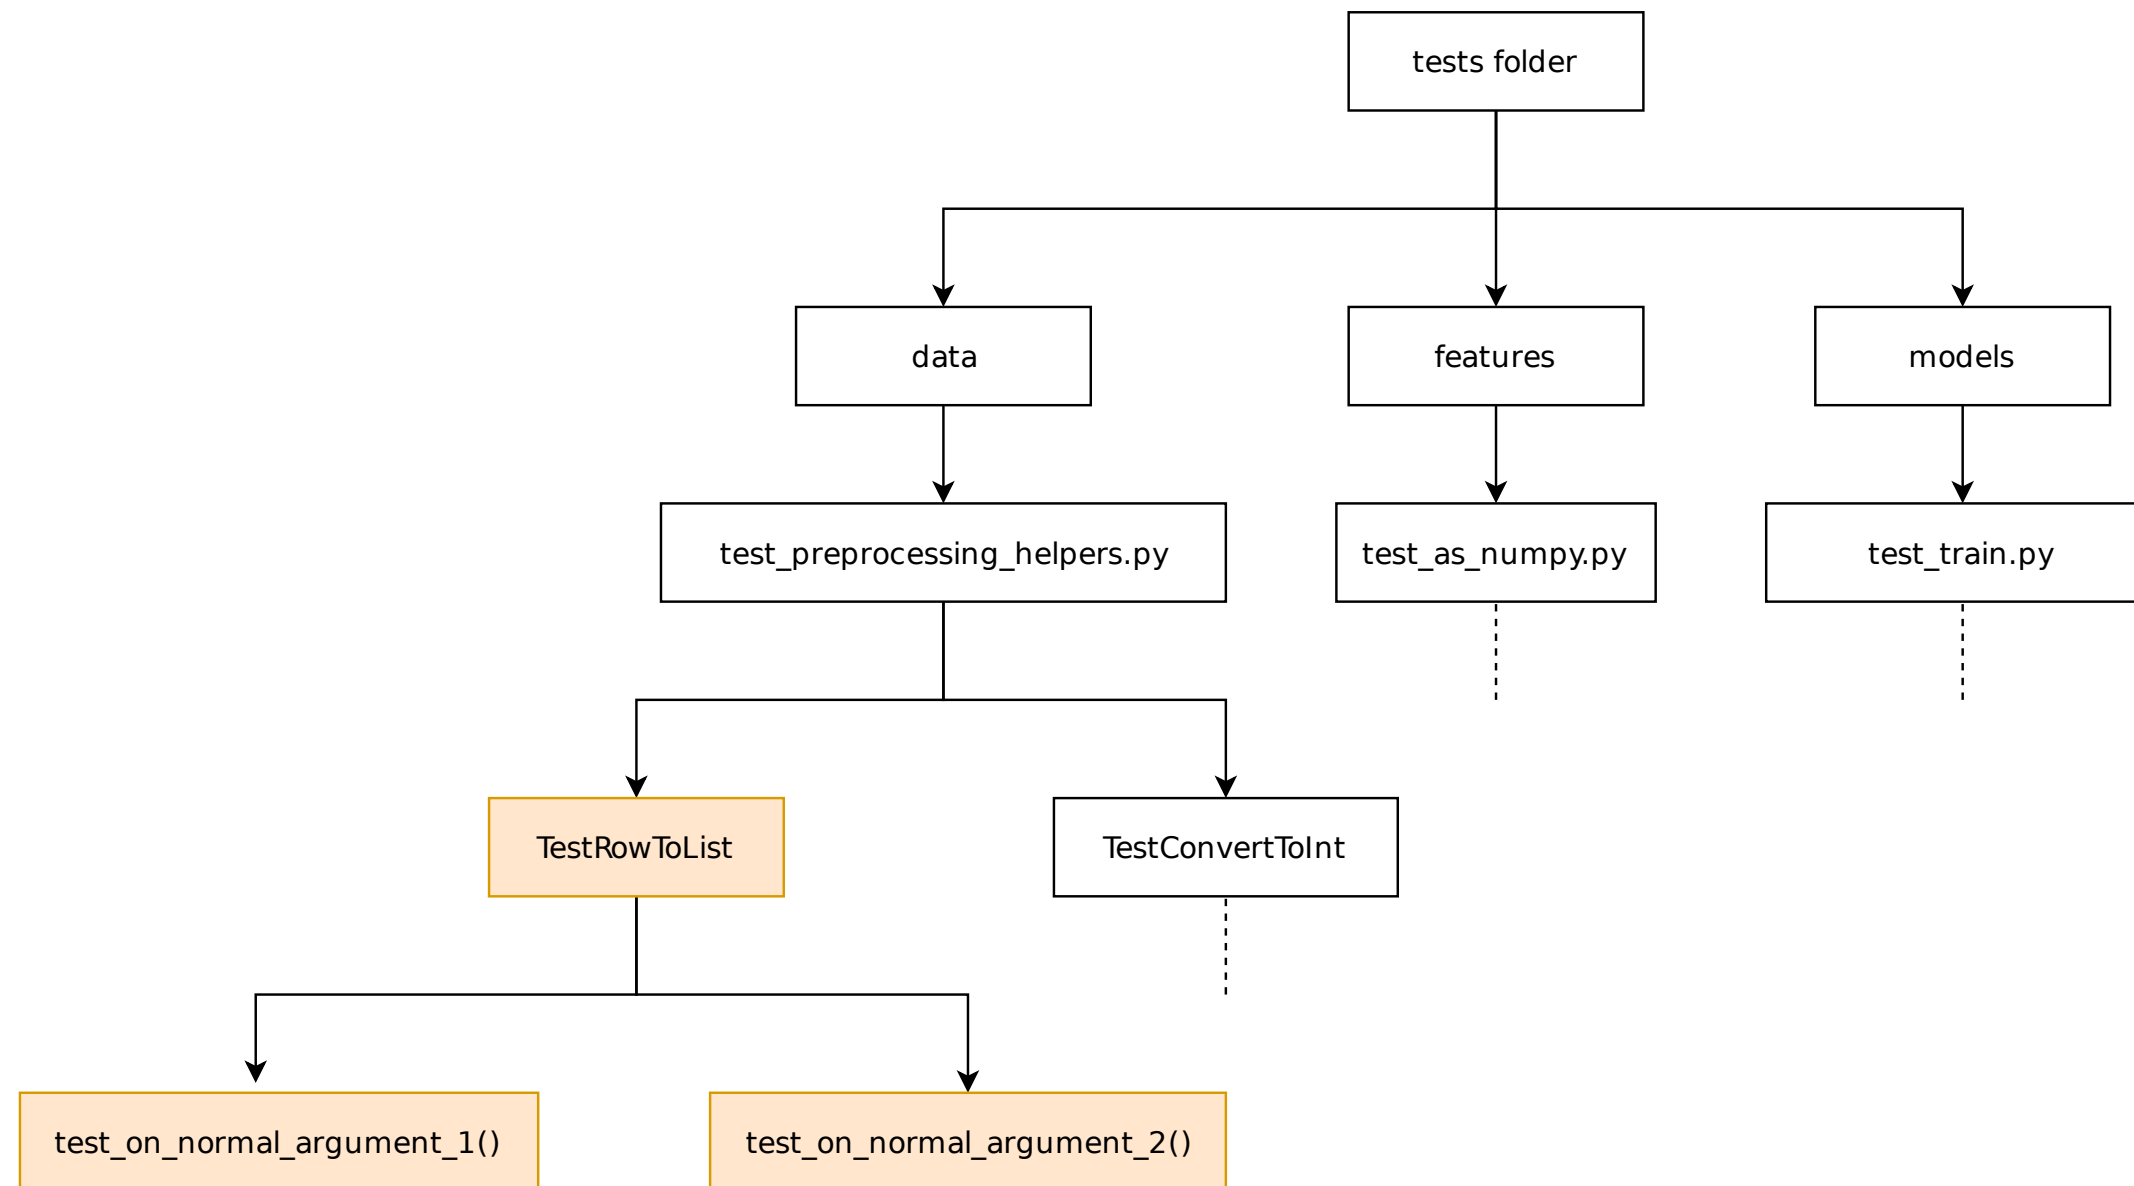 tests folder
data
features
models
test_preprocessing_helpers.py
test_as_numpy.py
test_train.py
TestRowToList
TestConvertToInt
test_on_normal_argument_1()
test_on_normal_argument_2()